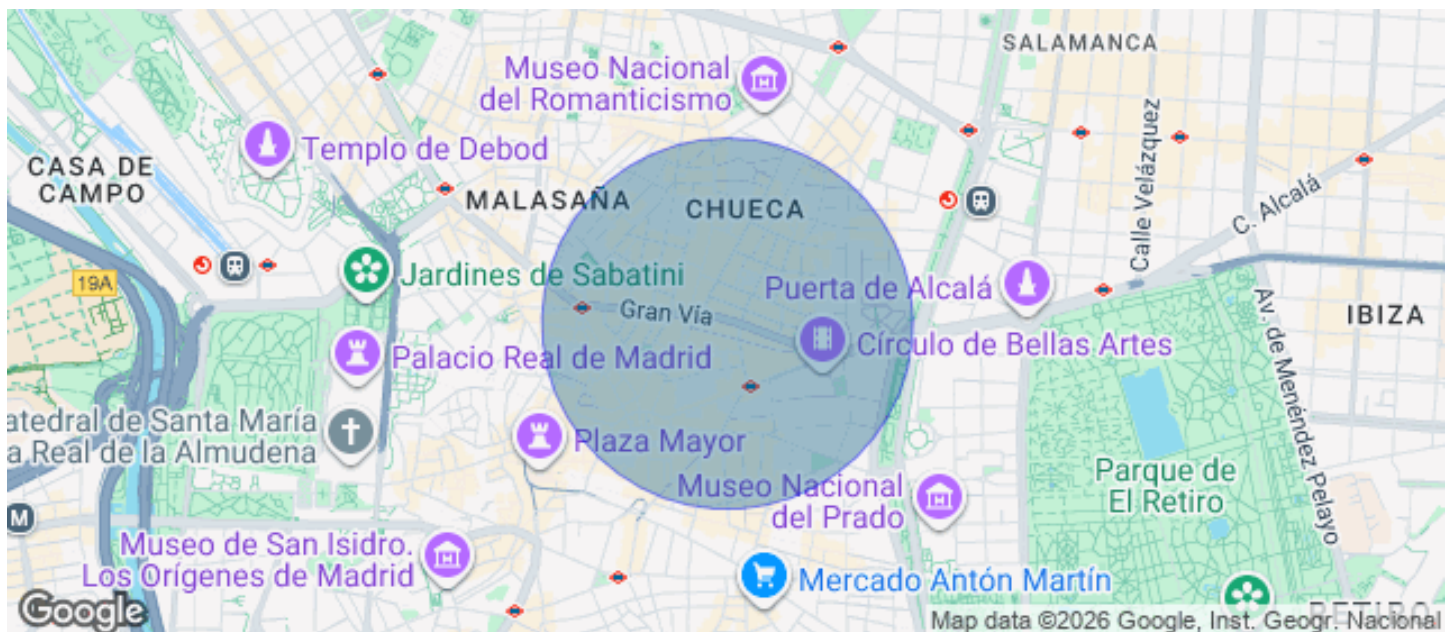 SALAMANCA
Museo Nacional
del Romanticismo
Templo de Debod
CASA DE
CAMPO
MALASAÑA
CHUECA
Calle Velázquez
C. Alcalá
Jardines de Sabatini
19A
Gran Vía
Puerta de Alcalá
IBIZA
Palacio Real de Madrid
Círculo de Bellas Artes
Av. de Menéndez Pelayo
atedral de Santa María
a Real de la Almudena
Plaza Mayor
Museo Nacional
del Prado
Parque de
El Retiro
M
Museo de San Isidro.
Los Orígenes de Madrid
Mercado Antón Martín
RETIRO
Google
Map data ©2026 Google, Inst. Geogr. Nacional